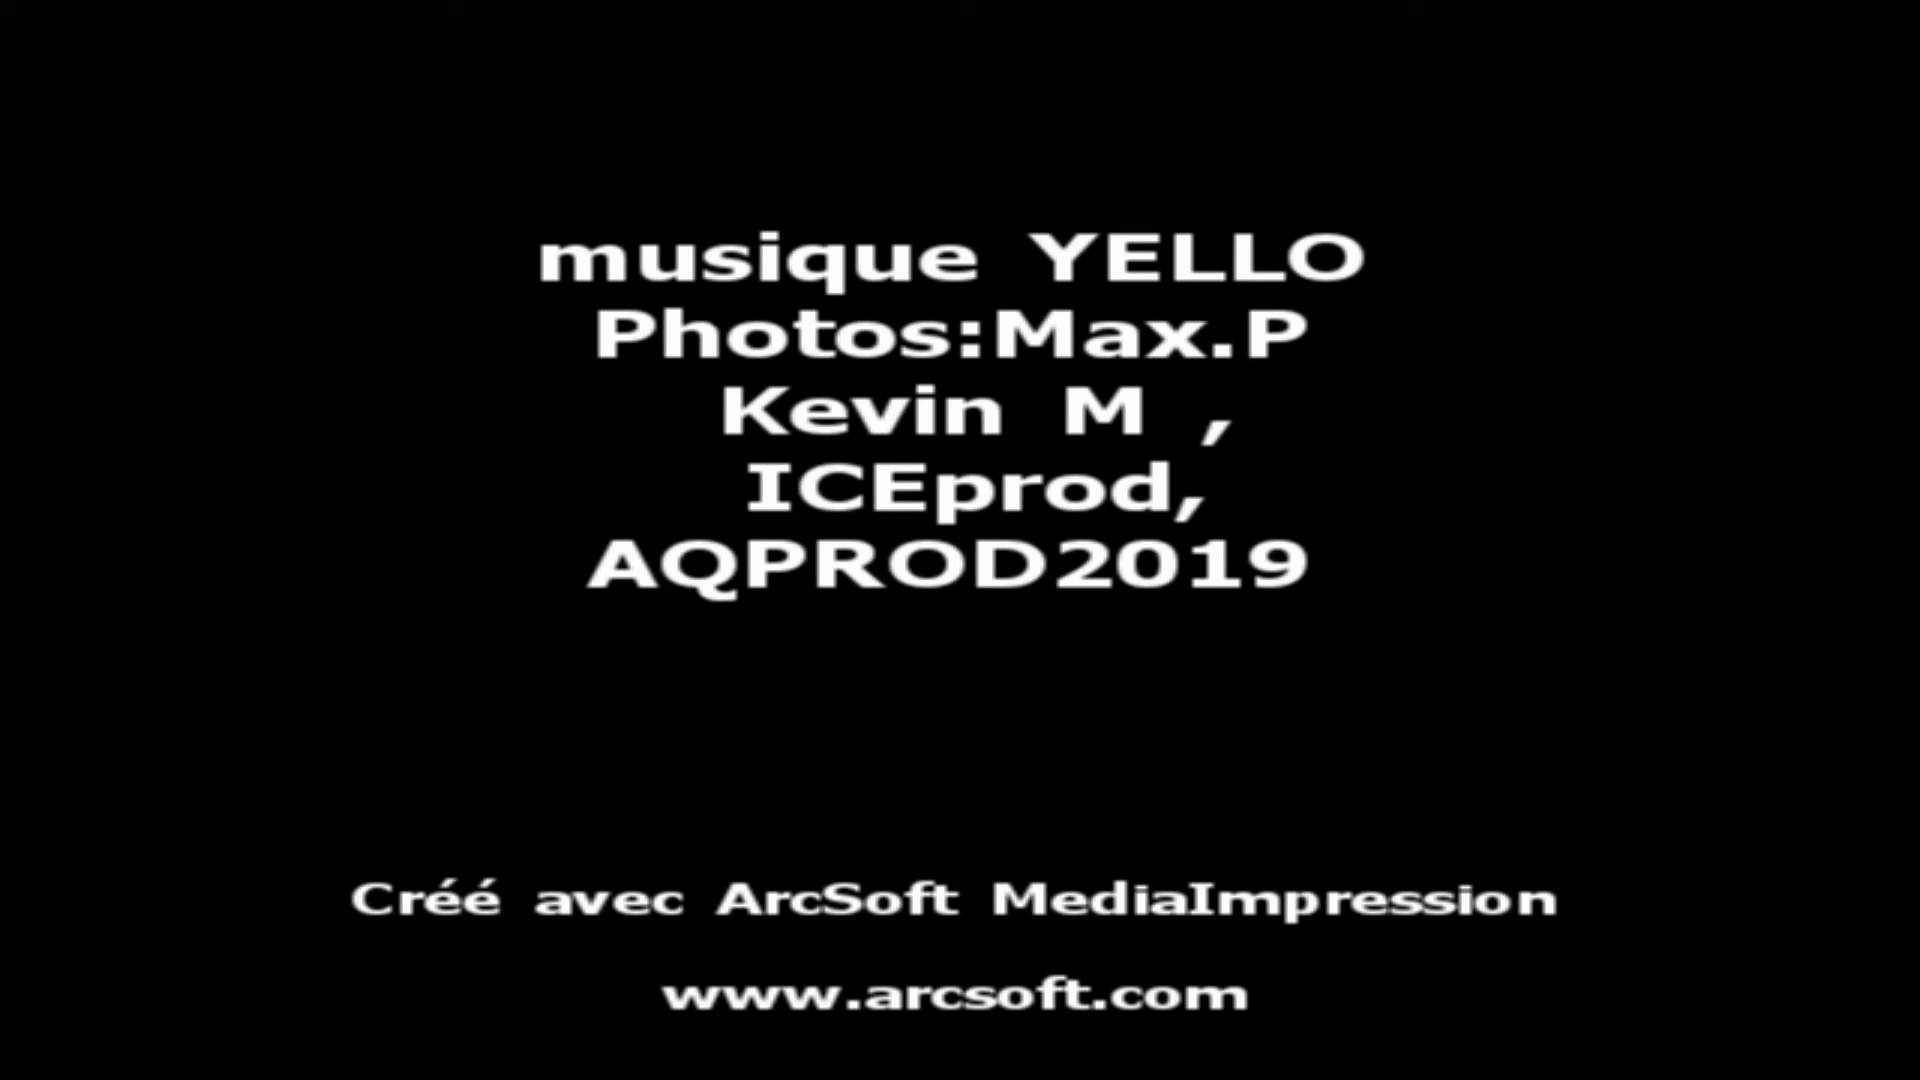 musique YELLO
Photos:Max.P
Kevin M ,
ICEprod,
AQPROD2019
Créé avec ArcSoft MediaImpression
www.arcsoft.com